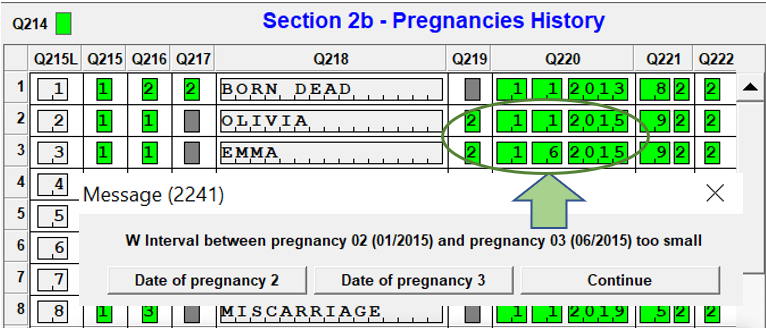 Q214 Section 2b - Pregnancies History
Q215L Q215 Q216 Q217 Q218 Q219 Q220 Q221 Q222
1 1 1 2 2 BORN DEAD 1 1 2013 8 2 2
2 2 1 1 OLIVIA 2 1 1 2015 9 2 2
3 3 1 1 EMMA 2 1 6 2015 9 2 2
4 4
Message (2241)
5 5
W Interval between pregnancy 02 (01/2015) and pregnancy 03 (06/2015) too small
6 6
7 7 Date of pregnancy 2 Date of pregnancy 3 Continue
8 8 1 3 MISCARRIAGE 1 1 2019 5 2 2